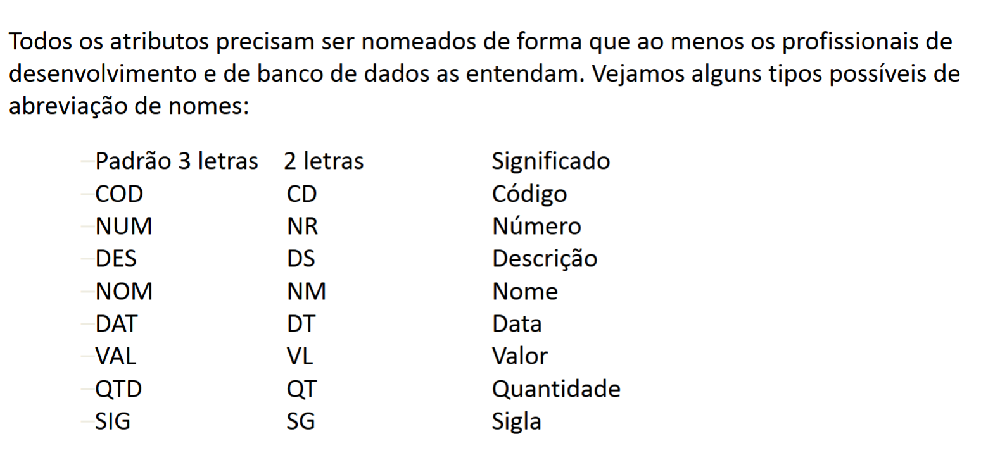 Todos os atributos precisam ser nomeados de forma que ao menos os profissionais de
desenvolvimento e de banco de dados as entendam. Vejamos alguns tipos possíveis de
abreviação de nomes:
–Padrão 3 letras 2 letras Significado
–COD CD Código
–NUM NR Número
–DES DS Descrição
–NOM NM Nome
–DAT DT Data
–VAL VL Valor
–QTD QT Quantidade
–SIG SG Sigla